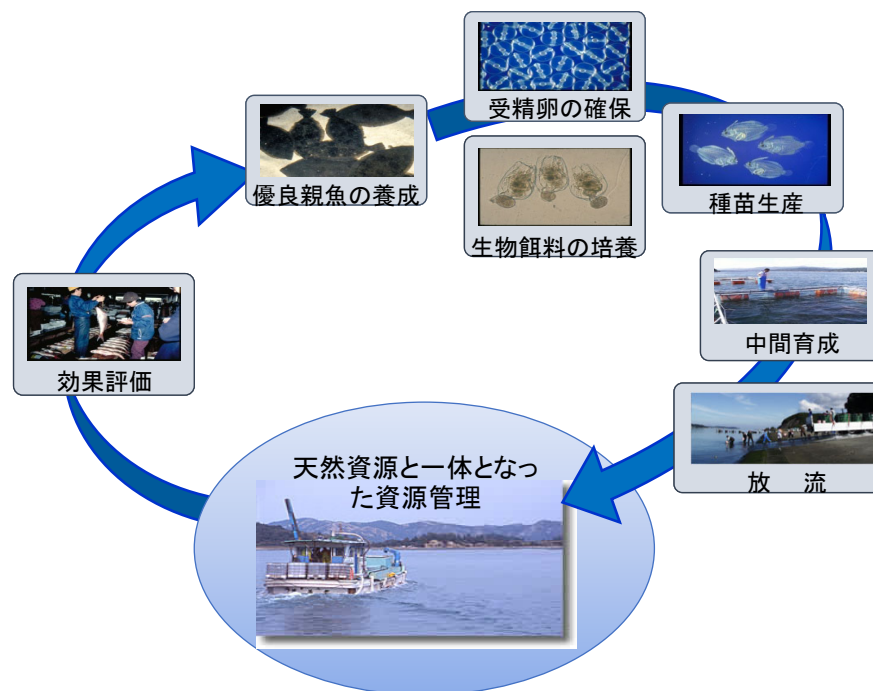 受精卵の確保
優良親魚の養成
生物餌料の培養
種苗生産
中間育成
放　流
効果評価
天然資源と一体となっ
た資源管理